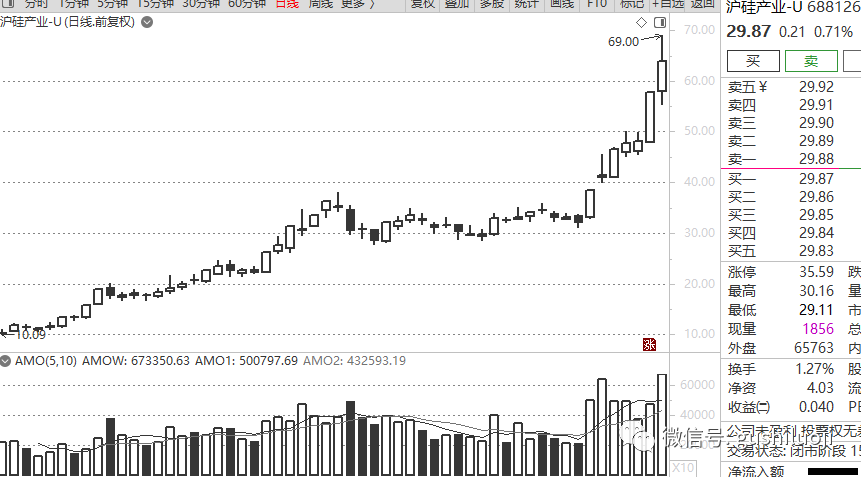 分时 1分钟 5分钟 15分钟 30分钟 60分钟 日线 周线 更多 〉 复权 叠加 多股 统计 画线 F10 标记 +自选 返回
沪硅产业-U (日线,前复权)
69.00
70.00
60.00
50.00
40.00
30.00
20.00
10.00
10.09
涨
AMO(5,10) AMOW: 673350.63 AMO1: 500797.69 AMO2: 432593.19
60000
40000
X10
沪硅产业-U 688126
29.87 0.21 0.71%
买 卖
卖五 ¥ 29.92
卖四 29.91
卖三 29.90
卖二 29.89
卖一 29.88
买一 29.87
买二 29.86
买三 29.85
买四 29.84
买五 29.83
涨停 35.59 跌
最高 30.16 量
最低 29.11 市
现量 1856 总
外盘 65763 内
换手 1.27% 股
净资 4.03 流
收益㈡ 0.040 PE
公司未盈利 投票权无差
交易状态: 闭市阶段 15
净流入额
微信号: gushiluoji